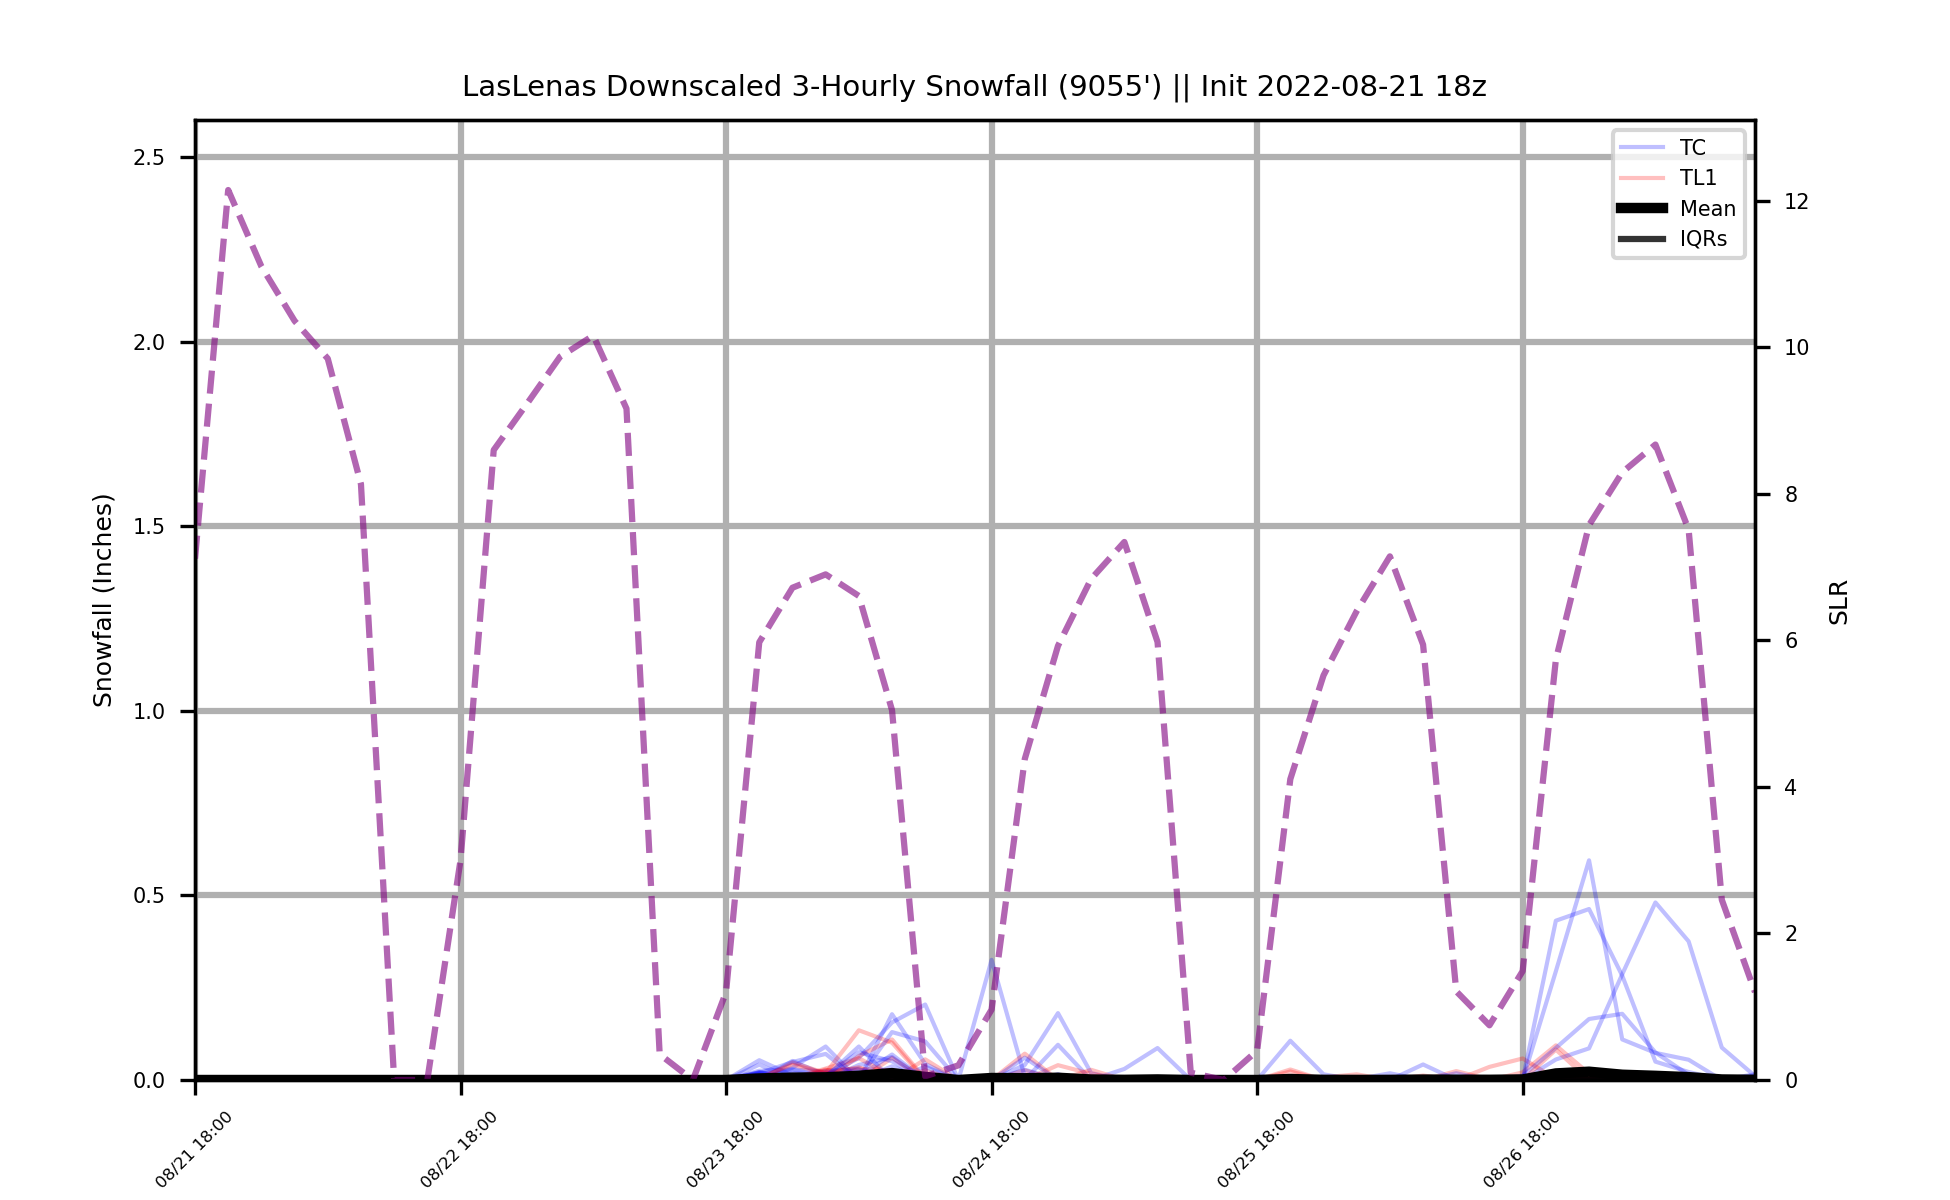 LasLenas Downscaled 3-Hourly Snowfall (9055') || Init 2022-08-21 18z
TC
TL1
Mean
IQRs
Snowfall (Inches)
2.5
2.0
1.5
1.0
0.5
0.0
12
10
8
6
4
2
0
SLR
08/21 18:00
08/22 18:00
08/23 18:00
08/24 18:00
08/25 18:00
08/26 18:00